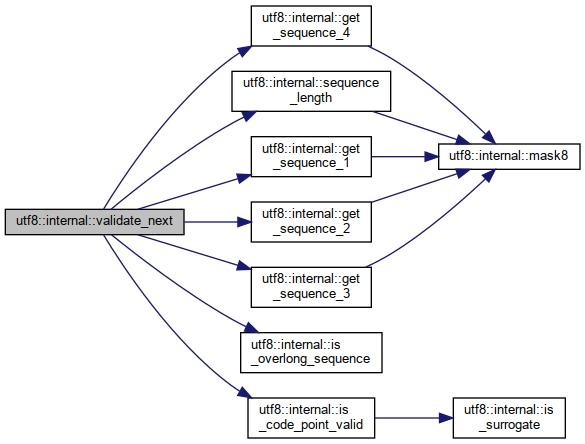 utf8::internal::get
_sequence_4
utf8::internal::sequence
_length
utf8::internal::get
_sequence_1
utf8::internal::mask8
utf8::internal::validate_next
utf8::internal::get
_sequence_2
utf8::internal::get
_sequence_3
utf8::internal::is
_overlong_sequence
utf8::internal::is
_code_point_valid
utf8::internal::is
_surrogate